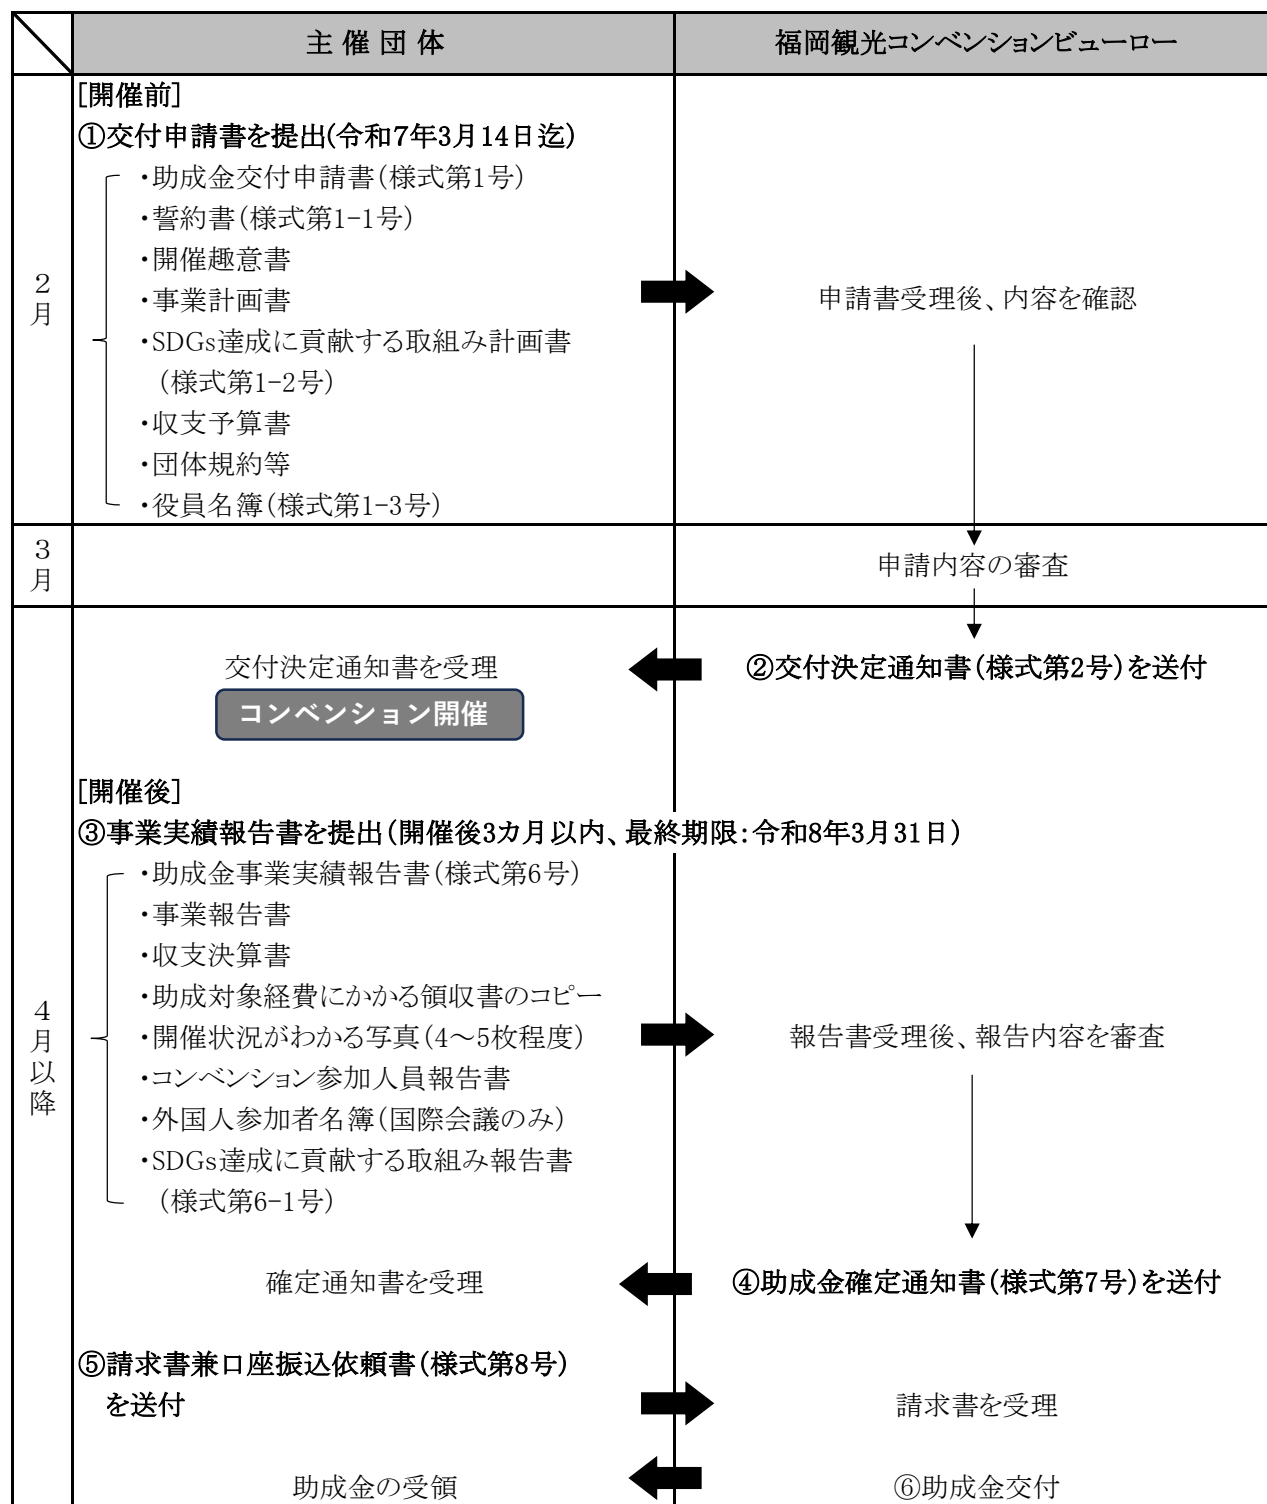 主催団体
福岡観光コンベンションビューロー
2月
[開催前]
①交付申請書を提出(令和7年3月14日迄)
・助成金交付申請書(様式第1号)
・誓約書(様式第1-1号)
・開催趣意書
・事業計画書
・SDGs達成に貢献する取組み計画書
(様式第1-2号)
・収支予算書
・団体規約等
・役員名簿(様式第1-3号)
申請書受理後、内容を確認
3月
申請内容の審査
4月以降
交付決定通知書を受理
②交付決定通知書(様式第2号)を送付
コンベンション開催
[開催後]
③事業実績報告書を提出(開催後3カ月以内、最終期限:令和8年3月31日)
・助成金事業実績報告書(様式第6号)
・事業報告書
・収支決算書
・助成対象経費にかかる領収書のコピー
・開催状況がわかる写真(4〜5枚程度)
・コンベンション参加人員報告書
・外国人参加者名簿(国際会議のみ)
・SDGs達成に貢献する取組み報告書
(様式第6-1号)
報告書受理後、報告内容を審査
確定通知書を受理
④助成金確定通知書(様式第7号)を送付
⑤請求書兼口座振込依頼書(様式第8号)
を送付
請求書を受理
助成金の受領
⑥助成金交付